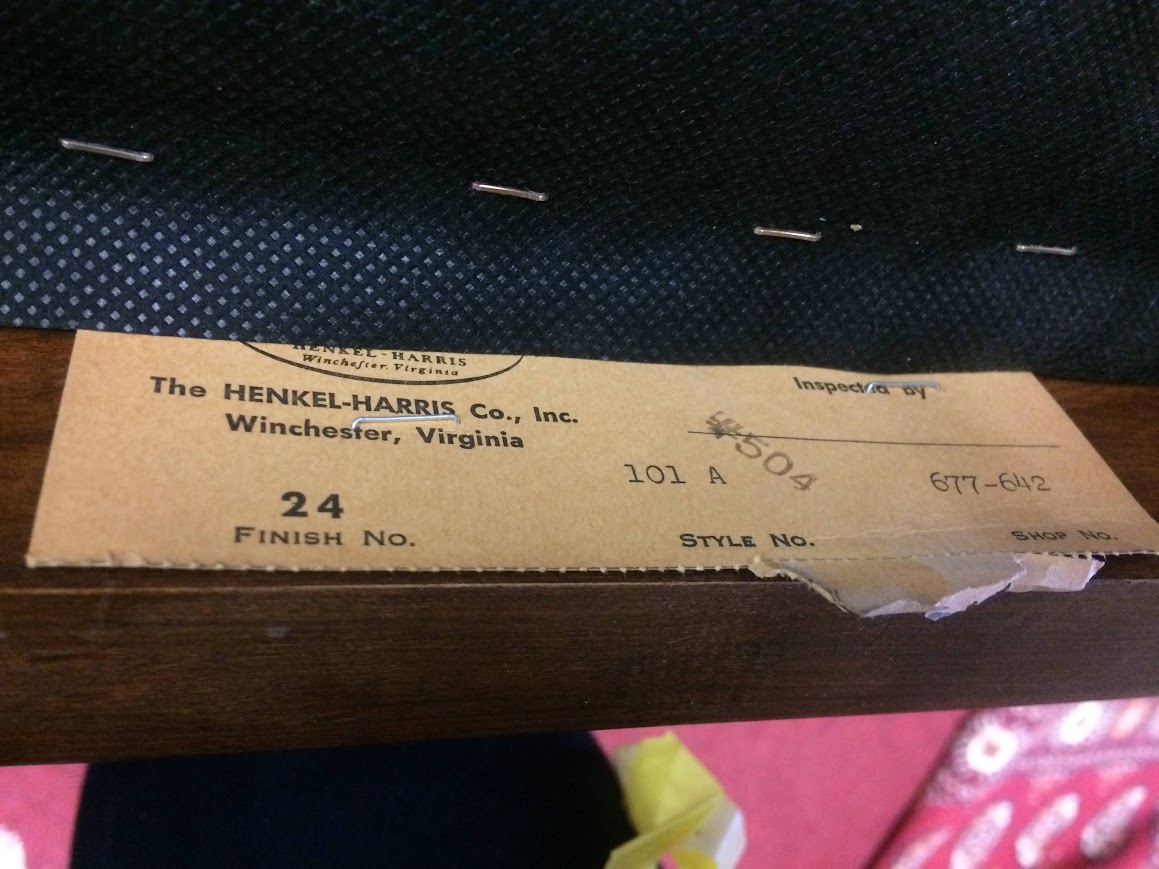 HENKEL-HARRIS
Winchester, Virginia
The HENKEL-HARRIS Co., Inc.
Winchester, Virginia
Inspected by
#504
101 A
677-642
24
FINISH No.
STYLE No.
SHOP No.